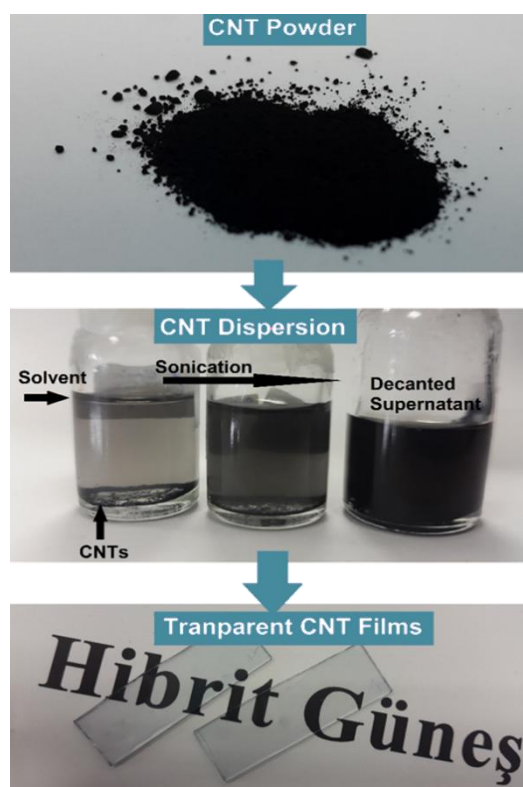 CNT Powder
CNT Dispersion
Solvent
Sonication
Decanted
Supernatant
CNTs
Tranparent CNT Films
Hibrit Güneş